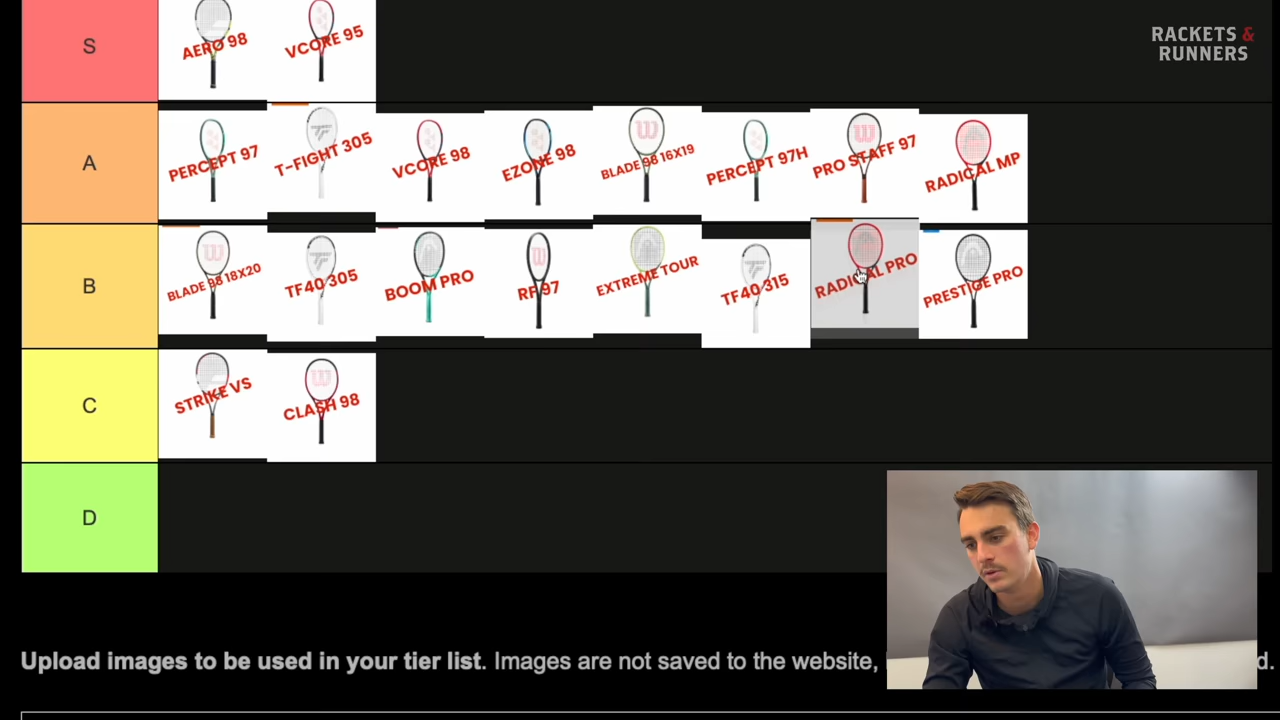 RACKETS &
RUNNERS
S
AERO 98
VCORE 95
A
PERCEPT 97
T-FIGHT 305
VCORE 98
EZONE 98
BLADE 98 16X19
PERCEPT 97H
PRO STAFF 97
RADICAL MP
B
BLADE 98 18X20
TF40 305
BOOM PRO
RF 97
EXTREME TOUR
TF40 315
RADICAL PRO
PRESTIGE PRO
C
STRIKE VS
CLASH 98
D
Upload images to be used in your tier list. Images are not saved to the website, d.